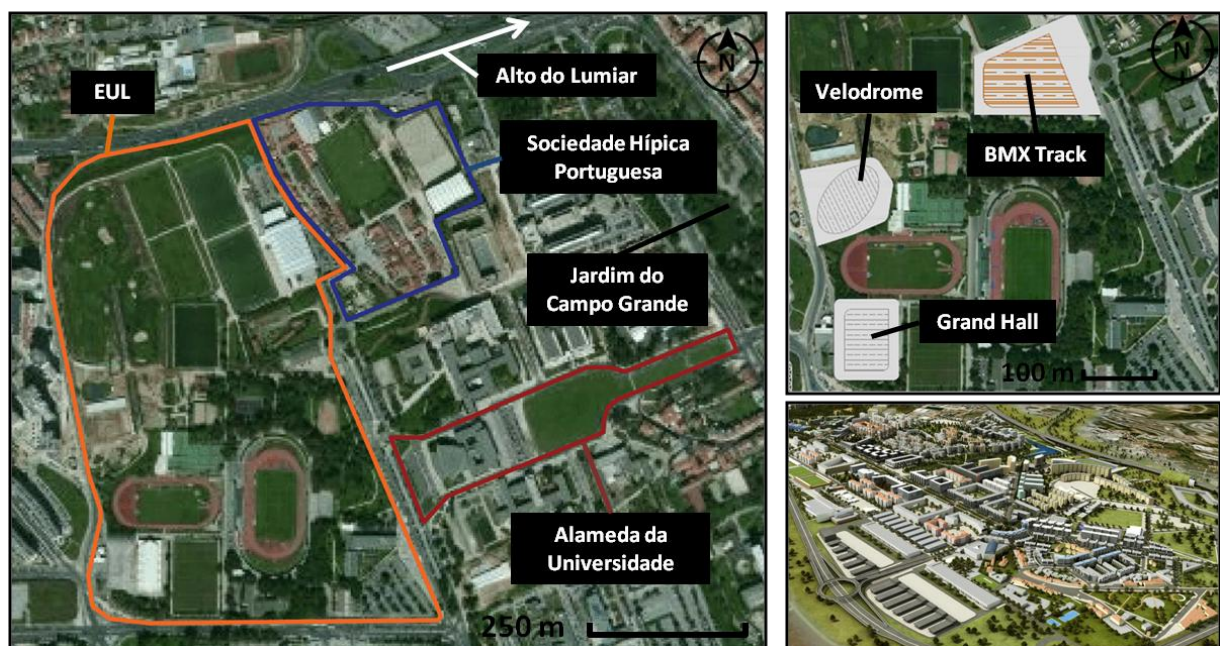 EUL
Alto do Lumiar
N
Sociedade Hípica
Portuguesa
Jardim do
Campo Grande
Alameda da
Universidade
250 m
N
Velodrome
BMX Track
Grand Hall
100 m